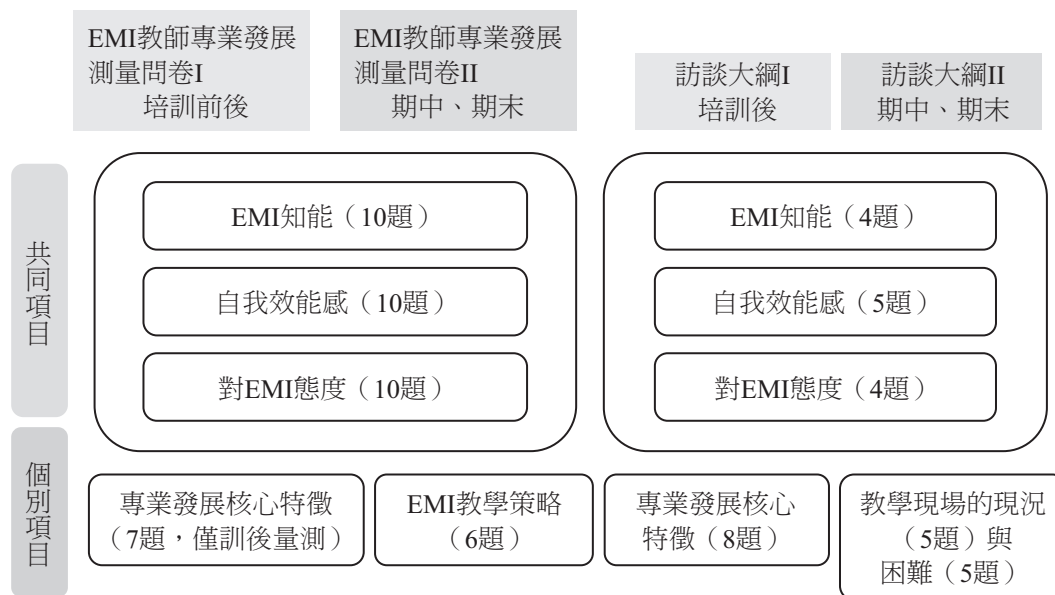 EMI教師專業發展
測量問卷I
培訓前後
EMI教師專業發展
測量問卷II
期中、期末
訪談大綱I
培訓後
訪談大綱II
期中、期末
共同項目
EMI知能（10題）
自我效能感（10題）
對EMI態度（10題）
EMI知能（4題）
自我效能感（5題）
對EMI態度（4題）
個別項目
專業發展核心特徵
（7題，僅訓後量測）
EMI教學策略
（6題）
專業發展核心
特徵（8題）
教學現場的現況
（5題）與
困難（5題）